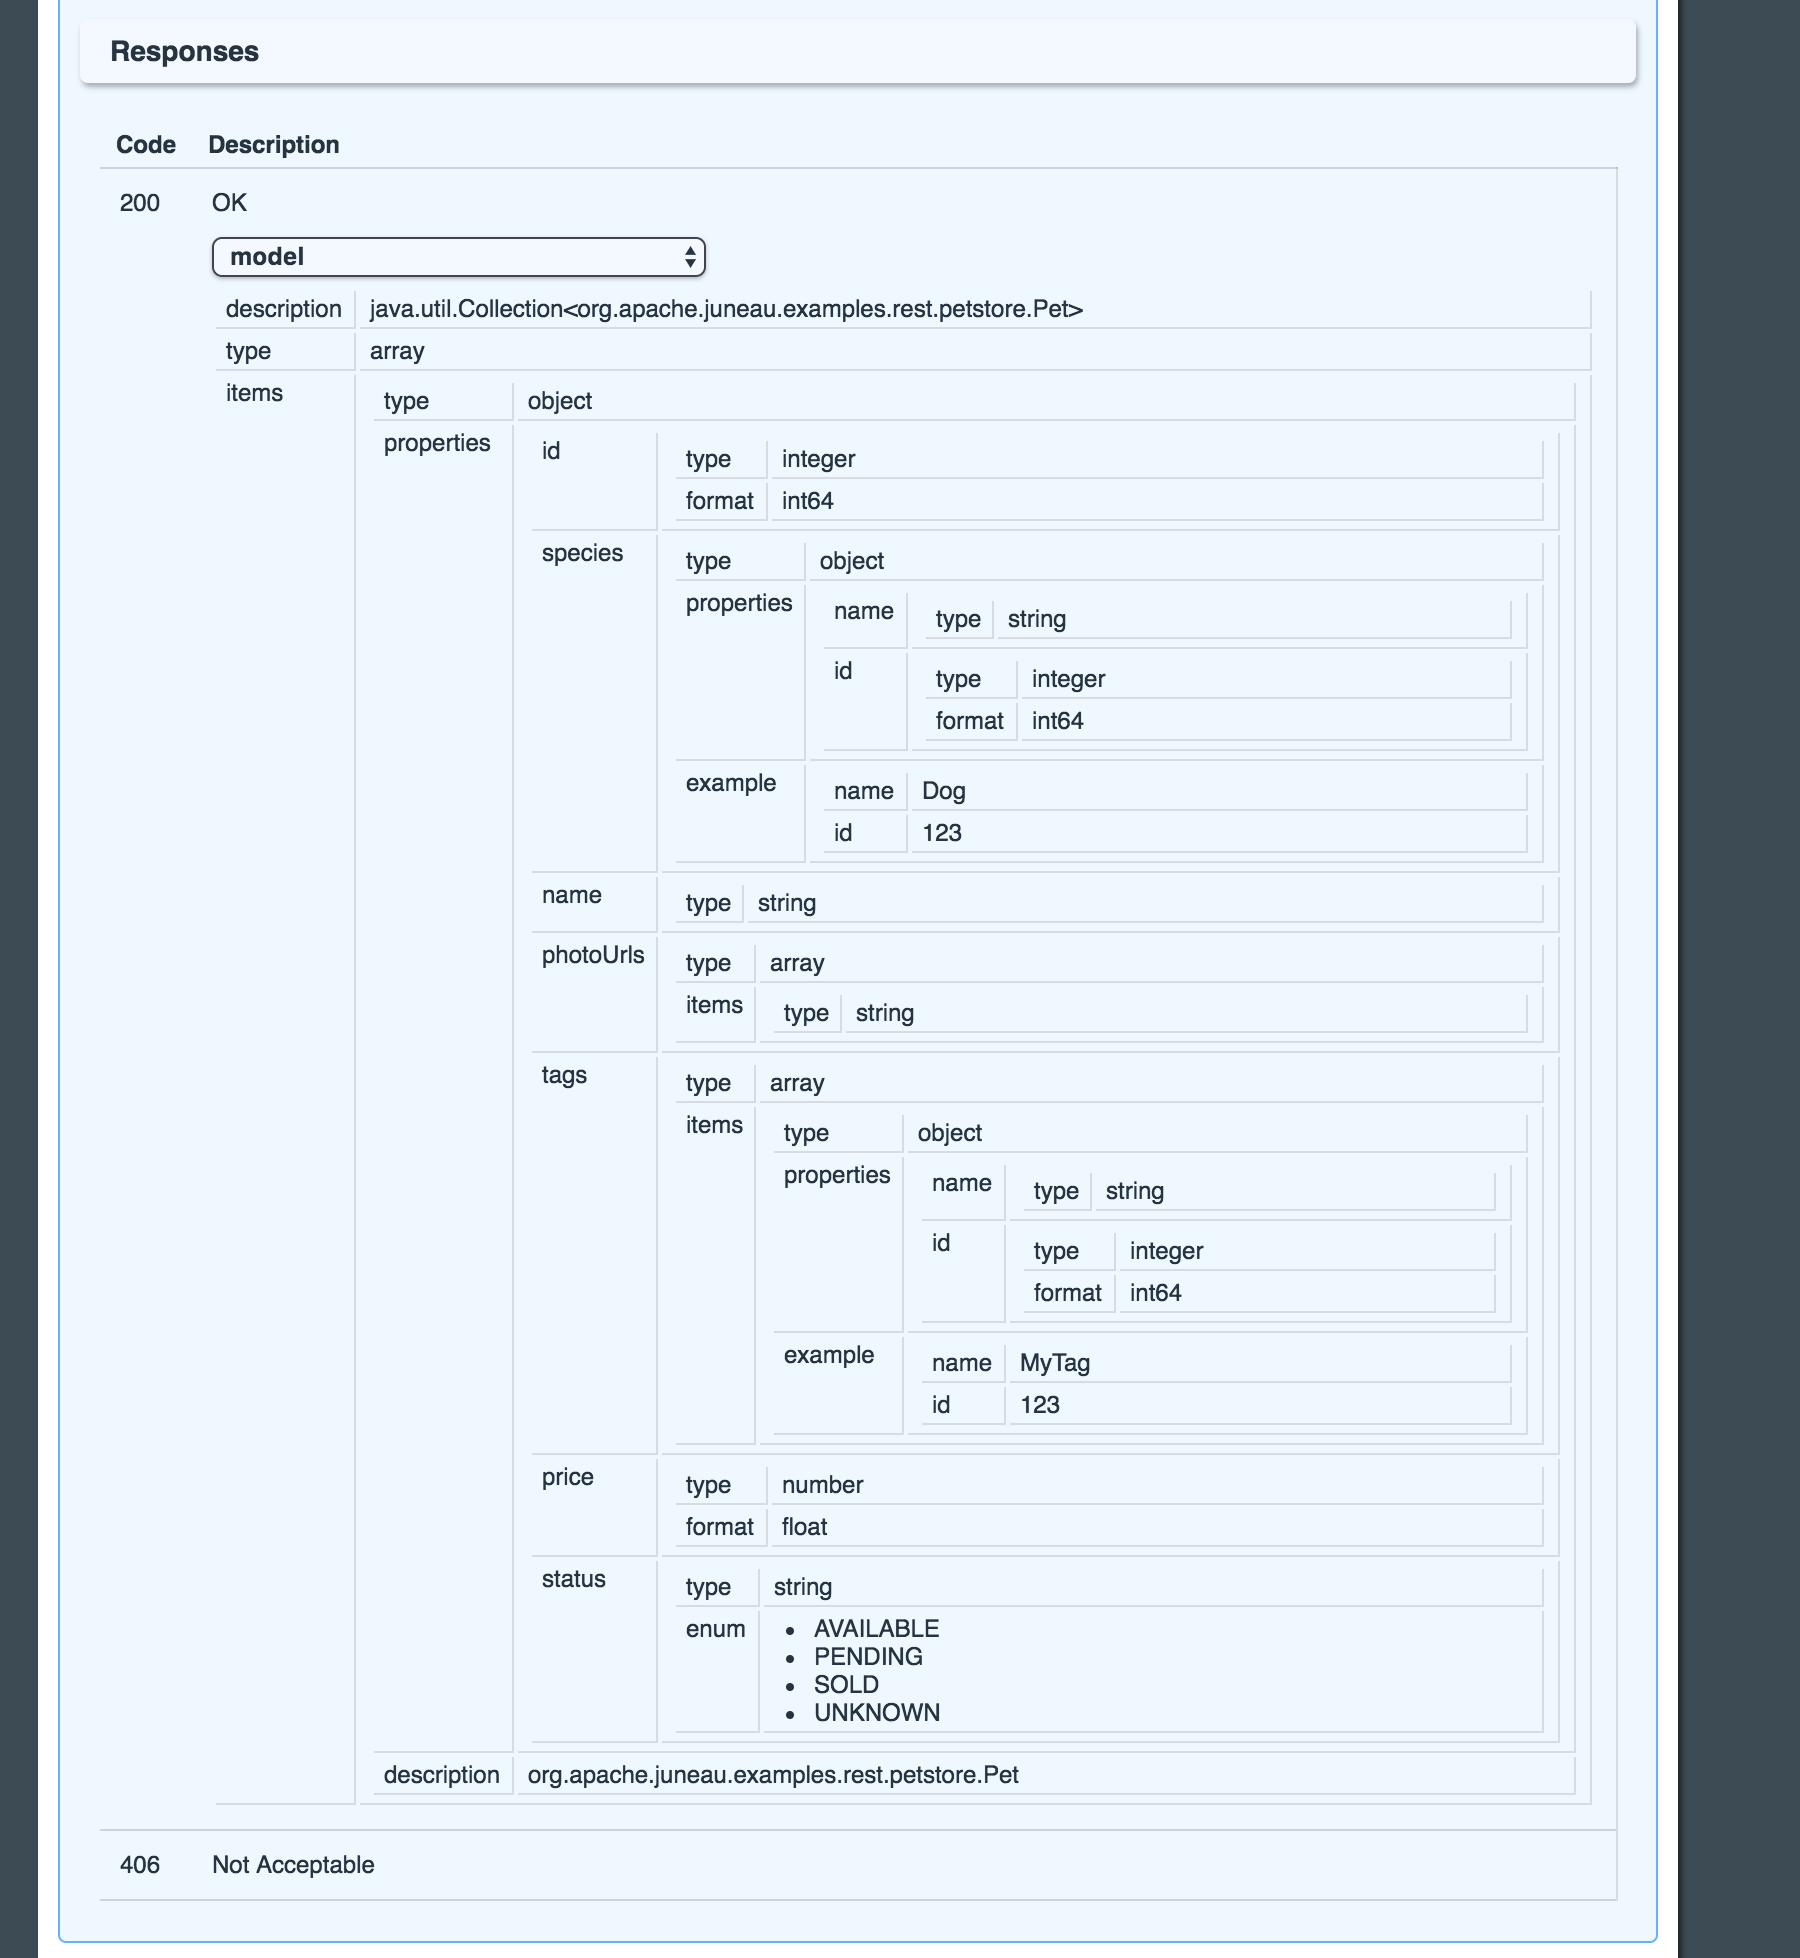 Responses
Code Description
200 OK
model
description java.util.Collection<org.apache.juneau.examples.rest.petstore.Pet>
type array
items type object
properties id type integer
format int64
species type object
properties name type string
id type integer
format int64
example name Dog
id 123
name type string
photoUrls type array
items type string
tags type array
items type object
properties name type string
id type integer
format int64
example name MyTag
id 123
price type number
format float
status type string
enum • AVAILABLE
• PENDING
• SOLD
• UNKNOWN
description org.apache.juneau.examples.rest.petstore.Pet
406 Not Acceptable